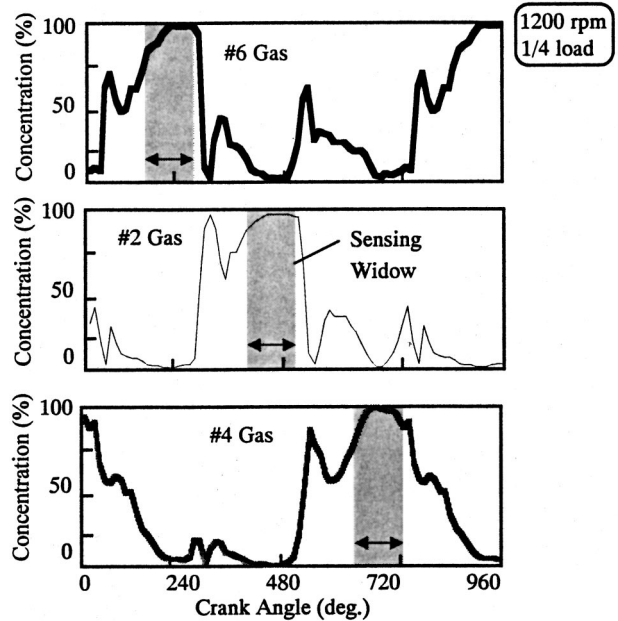 1200 rpm
1/4 load
Concentration (%)
100
50
0
#6 Gas
Concentration (%)
100
50
0
#2 Gas
Sensing
Widow
Concentration (%)
100
50
0
#4 Gas
0 240 480 720 960
Crank Angle (deg.)